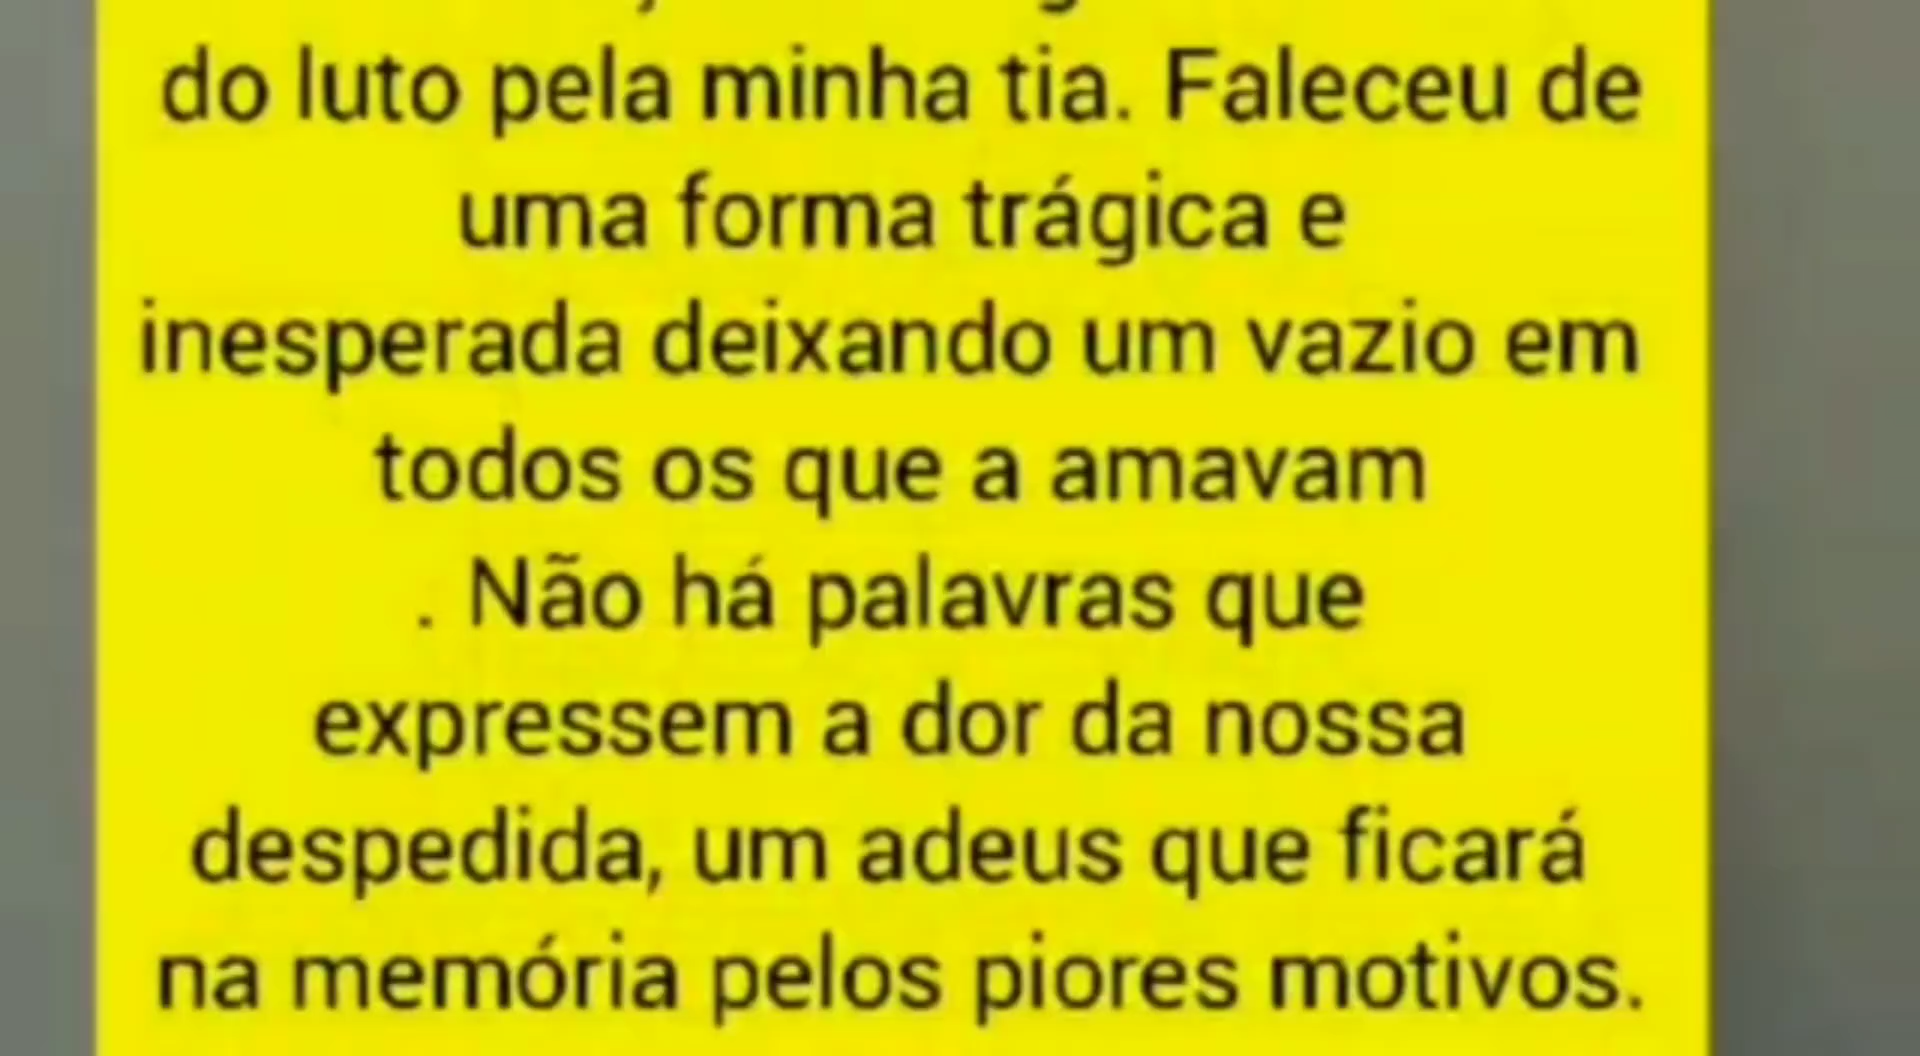 do luto pela minha tia. Faleceu de
uma forma trágica e
inesperada deixando um vazio em
todos os que a amavam
. Não há palavras que
expressem a dor da nossa
despedida, um adeus que ficará
na memória pelos piores motivos.